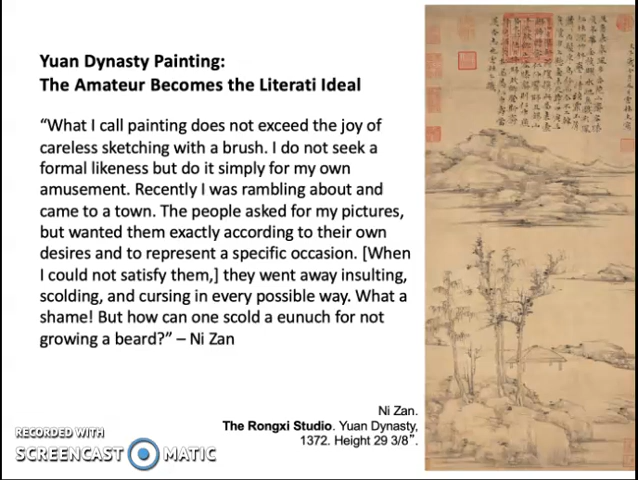 Yuan Dynasty Painting:
The Amateur Becomes the Literati Ideal
“What I call painting does not exceed the joy of
careless sketching with a brush. I do not seek a
formal likeness but do it simply for my own
amusement. Recently I was rambling about and
came to a town. The people asked for my pictures,
but wanted them exactly according to their own
desires and to represent a specific occasion. [When
I could not satisfy them,] they went away insulting,
scolding, and cursing in every possible way. What a
shame! But how can one scold a eunuch for not
growing a beard?” – Ni Zan
Ni Zan.
The Rongxi Studio. Yuan Dynasty,
1372. Height 29 3/8”.
RECORDED WITH
SCREENCAST MATIC